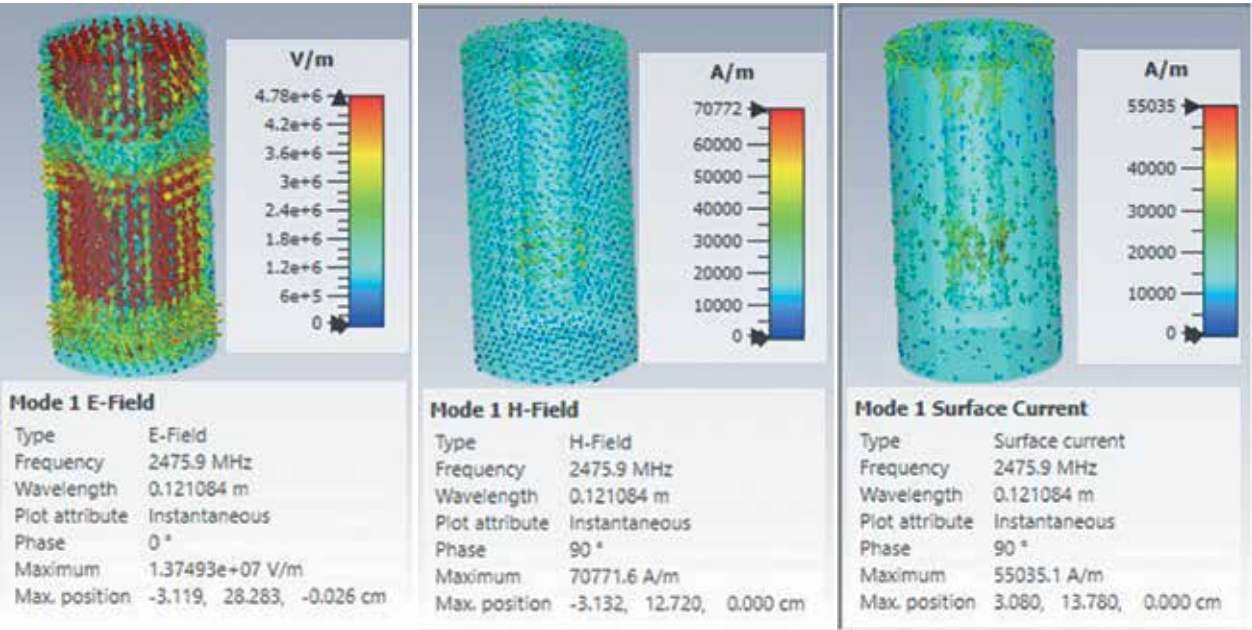 V/m
4.78e+6
4.2e+6
3.6e+6
3e+6
2.4e+6
1.8e+6
1.2e+6
6e+5
0
Mode 1 E-Field
Type E-Field
Frequency 2475.9 MHz
Wavelength 0.121084 m
Plot attribute Instantaneous
Phase 0 °
Maximum 1.37493e+07 V/m
Max. position -3.119, 28.283, -0.026 cm
A/m
70772
60000
50000
40000
30000
20000
10000
0
Mode 1 H-Field
Type H-Field
Frequency 2475.9 MHz
Wavelength 0.121084 m
Plot attribute Instantaneous
Phase 90 °
Maximum 70771.6 A/m
Max. position -3.132, 12.720, 0.000 cm
A/m
55035
40000
30000
20000
10000
0
Mode 1 Surface Current
Type Surface current
Frequency 2475.9 MHz
Wavelength 0.121084 m
Plot attribute Instantaneous
Phase 90 °
Maximum 55035.1 A/m
Max. position 3.080, 13.780, 0.000 cm